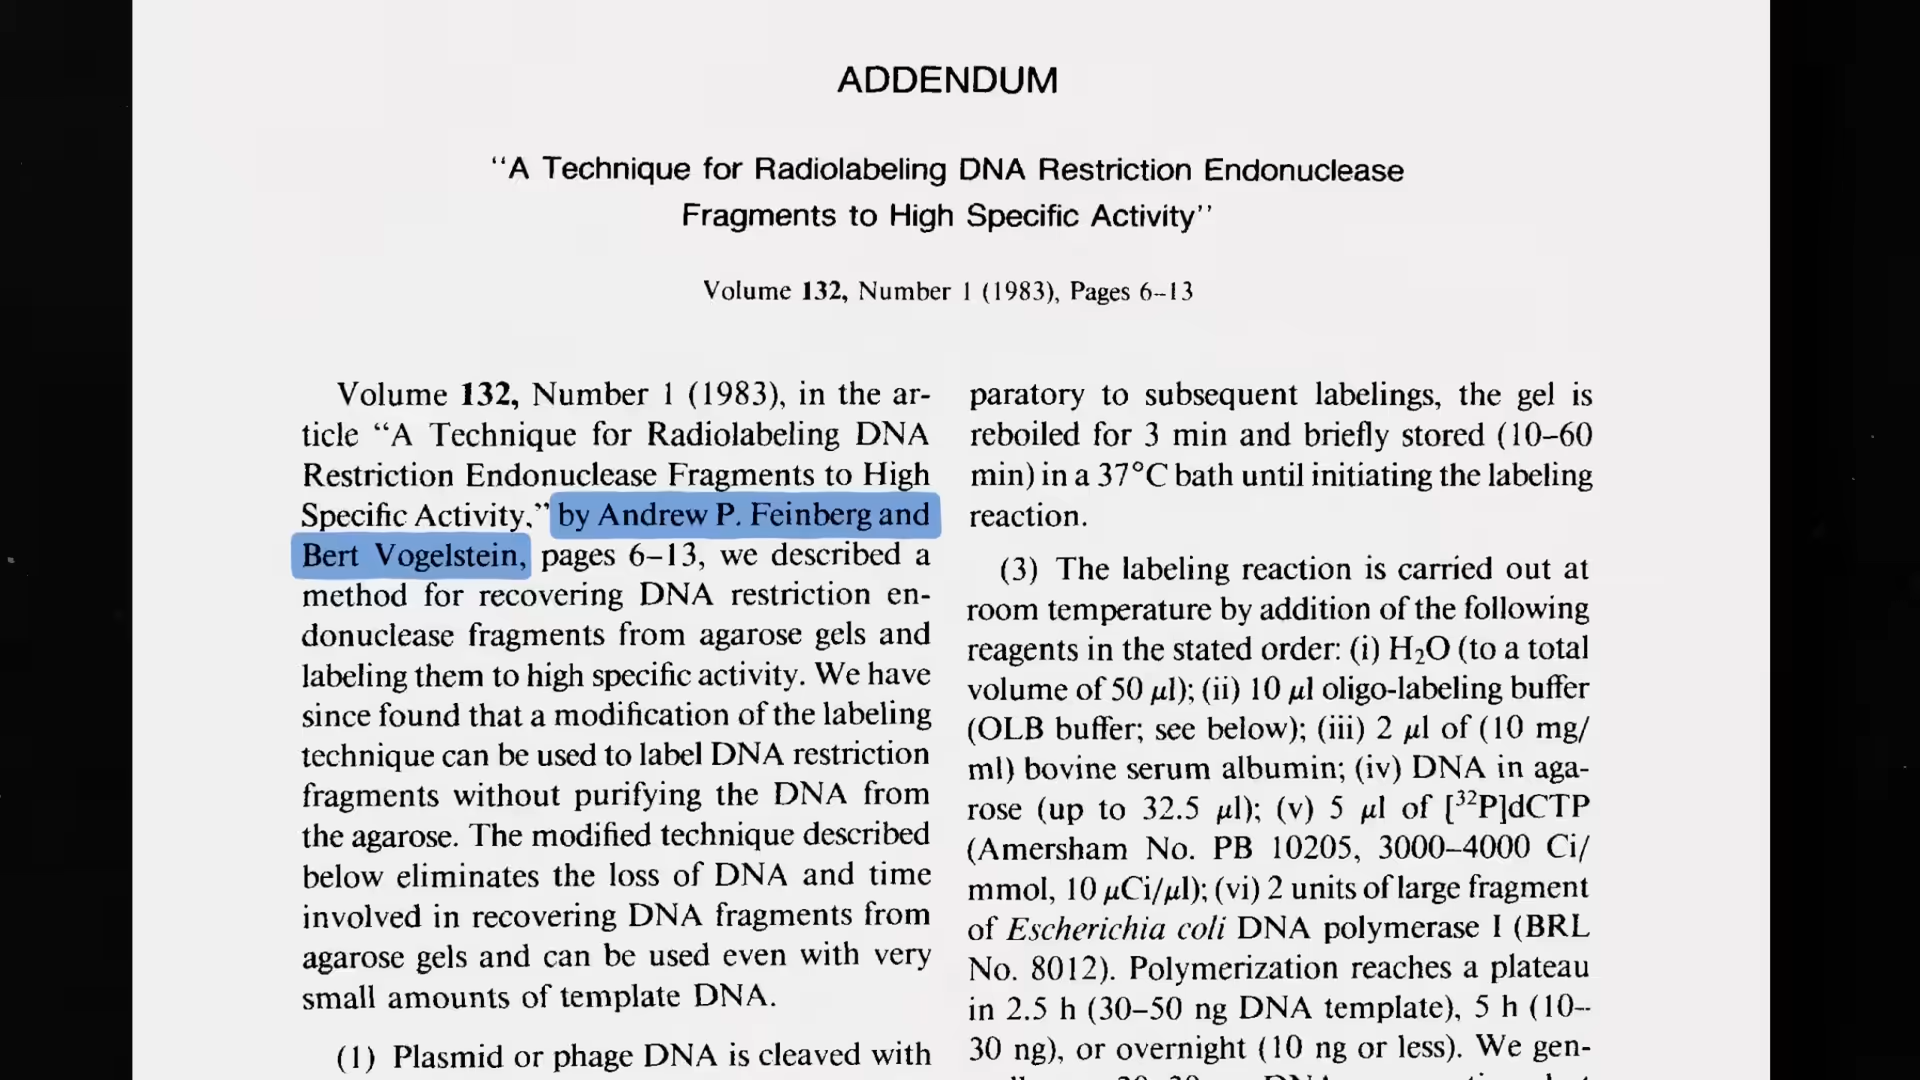 ADDENDUM
“A Technique for Radiolabeling DNA Restriction Endonuclease
Fragments to High Specific Activity”
Volume 132, Number 1 (1983), Pages 6–13
Volume 132, Number 1 (1983), in the ar-
ticle “A Technique for Radiolabeling DNA
Restriction Endonuclease Fragments to High
Specific Activity,” by Andrew P. Feinberg and
Bert Vogelstein, pages 6–13, we described a
method for recovering DNA restriction en-
donuclease fragments from agarose gels and
labeling them to high specific activity. We have
since found that a modification of the labeling
technique can be used to label DNA restriction
fragments without purifying the DNA from
the agarose. The modified technique described
below eliminates the loss of DNA and time
involved in recovering DNA fragments from
agarose gels and can be used even with very
small amounts of template DNA.
(1) Plasmid or phage DNA is cleaved with
paratory to subsequent labelings, the gel is
reboiled for 3 min and briefly stored (10–60
min) in a 37°C bath until initiating the labeling
reaction.
(3) The labeling reaction is carried out at
room temperature by addition of the following
reagents in the stated order: (i) H₂O (to a total
volume of 50 μl); (ii) 10 μl oligo-labeling buffer
(OLB buffer; see below); (iii) 2 μl of (10 mg/
ml) bovine serum albumin; (iv) DNA in aga-
rose (up to 32.5 μl); (v) 5 μl of [³²P]dCTP
(Amersham No. PB 10205, 3000–4000 Ci/
mmol, 10 μCi/μl); (vi) 2 units of large fragment
of Escherichia coli DNA polymerase I (BRL
No. 8012). Polymerization reaches a plateau
in 2.5 h (30–50 ng DNA template), 5 h (10–
30 ng), or overnight (10 ng or less). We gen-